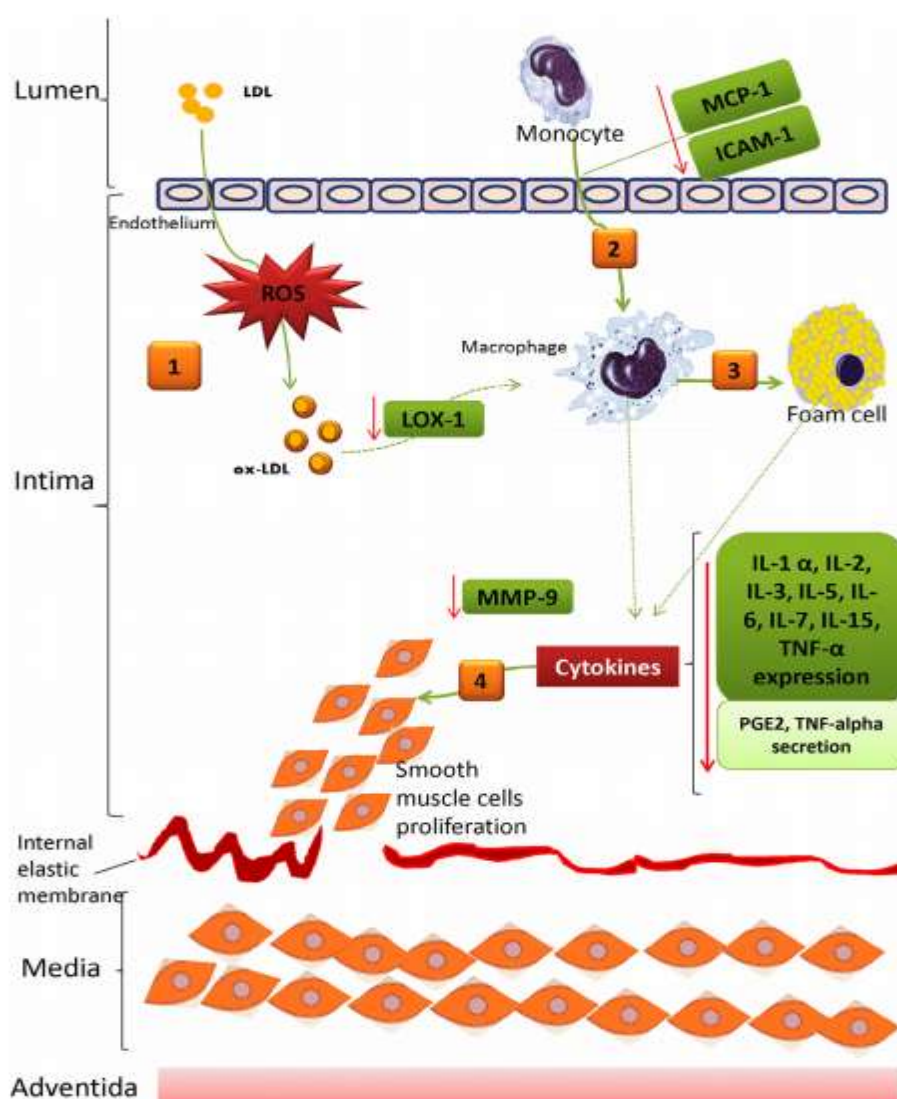 LDL
Lumen
Monocyte
MCP-1
ICAM-1
Endothelium
2
ROS
1
Macrophage
3
LOX-1
Foam cell
ox-LDL
Intima
IL-1 α, IL-2,
IL-3, IL-5, IL-
6, IL-7, IL-15,
TNF-α
expression
MMP-9
Cytokines
4
PGE2, TNF-alpha
secretion
Smooth
muscle cells
proliferation
Internal
elastic
membrane
Media
Adventida